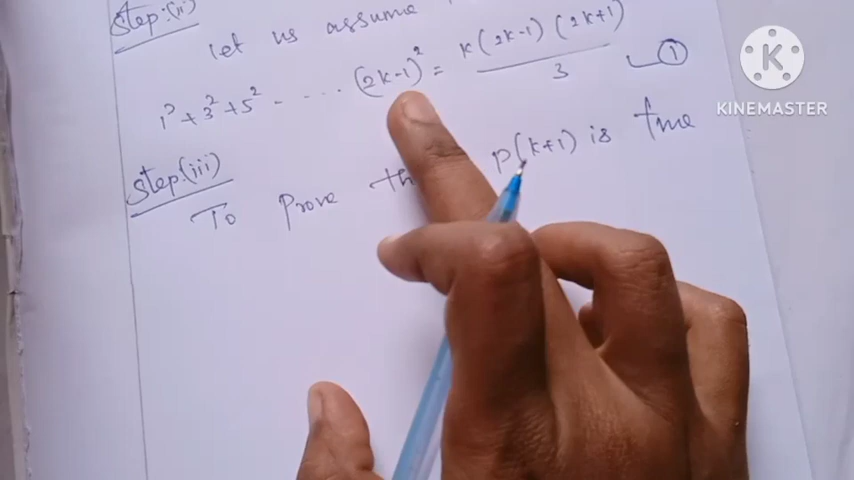 Step:(ii)
let us assume
1² + 3² + 5² - - - - - (2k-1)² = k(2k-1)(2k+1)/3 ①
Step:(iii)
To Prove th P(k+1) is true
KINEMASTER